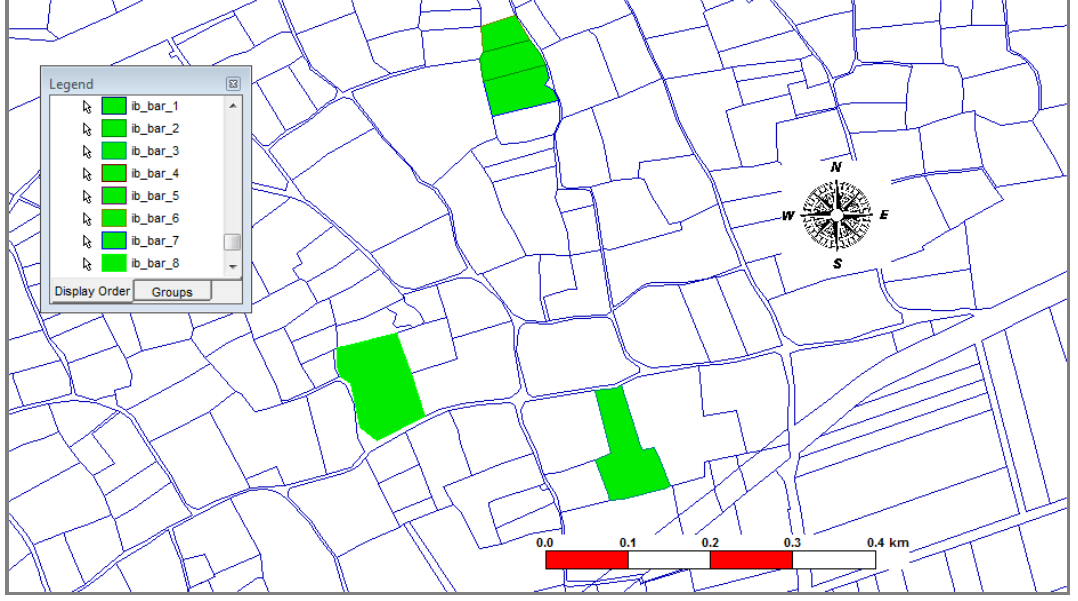 Legend
ib_bar_1
ib_bar_2
ib_bar_3
ib_bar_4
ib_bar_5
ib_bar_6
ib_bar_7
ib_bar_8
Display Order Groups
N
W E
S
0.0 0.1 0.2 0.3 0.4 km